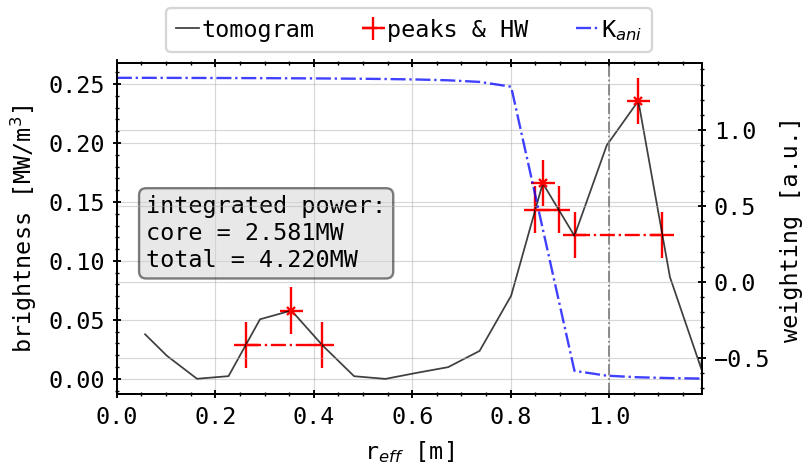 tomogram peaks & HW K_ani
0.25
0.20
0.15
0.10
0.05
0.00
brightness [MW/m³]
integrated power:
core = 2.581MW
total = 4.220MW
1.0
0.5
0.0
−0.5
weighting [a.u.]
0.0 0.2 0.4 0.6 0.8 1.0
r_eff [m]